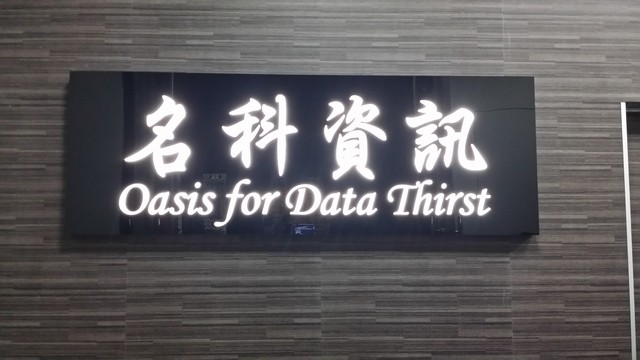 名科資訊
Oasis for Data Thirst